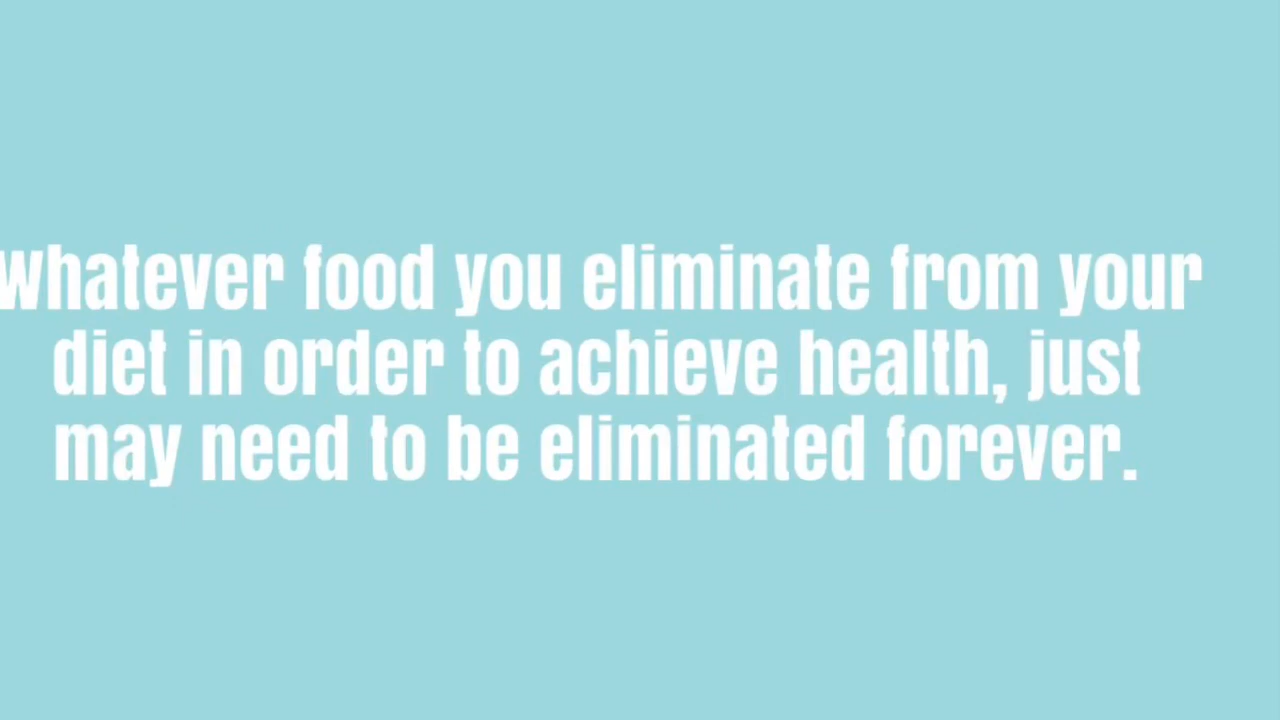 Whatever food you eliminate from your
diet in order to achieve health, just
may need to be eliminated forever.